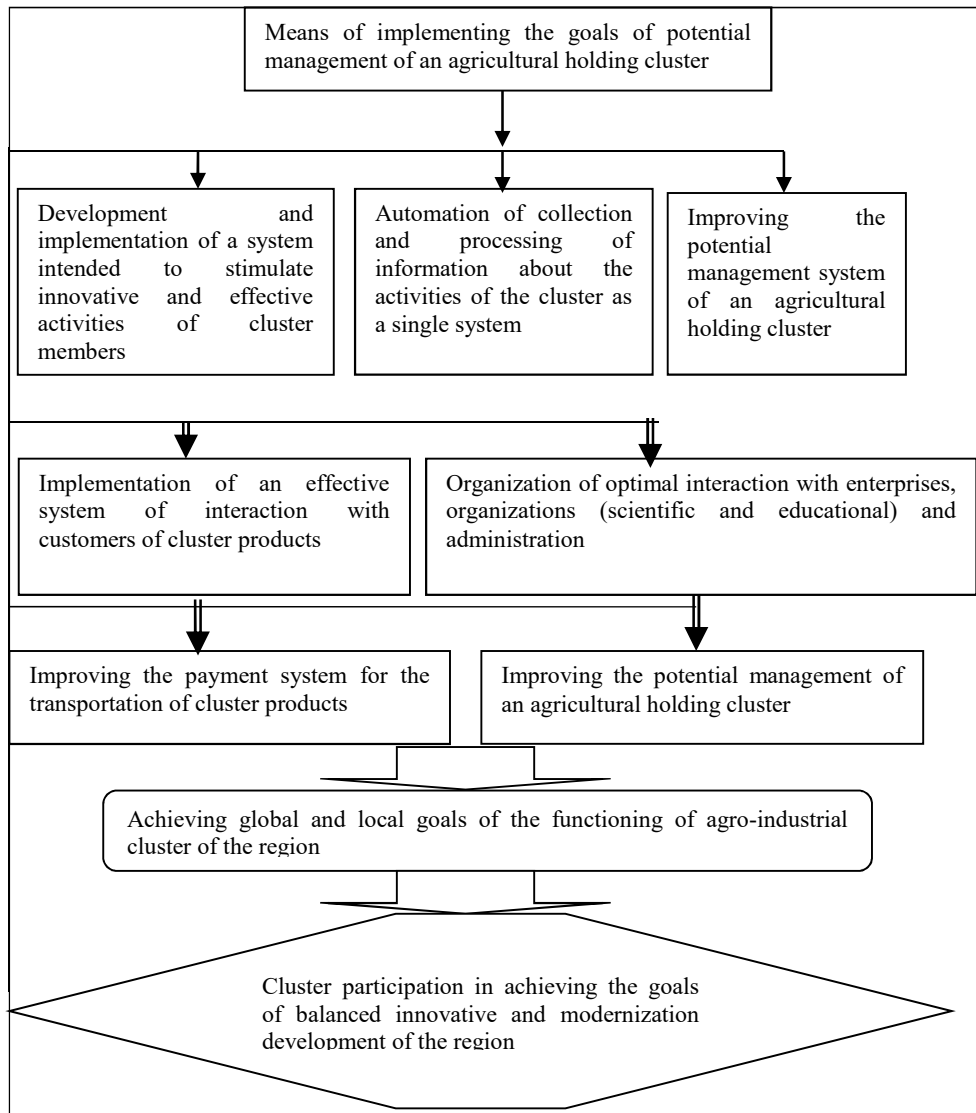 Means of implementing the goals of potential
management of an agricultural holding cluster
Development and
implementation of a system
intended to stimulate
innovative and effective
activities of cluster
members
Automation of collection
and processing of
information about the
activities of the cluster as
a single system
Improving the
potential
management system
of an agricultural
holding cluster
Implementation of an effective
system of interaction with
customers of cluster products
Organization of optimal interaction with enterprises,
organizations (scientific and educational) and
administration
Improving the payment system for the
transportation of cluster products
Improving the potential management of
an agricultural holding cluster
Achieving global and local goals of the functioning of agro-industrial
cluster of the region
Cluster participation in achieving the goals
of balanced innovative and modernization
development of the region